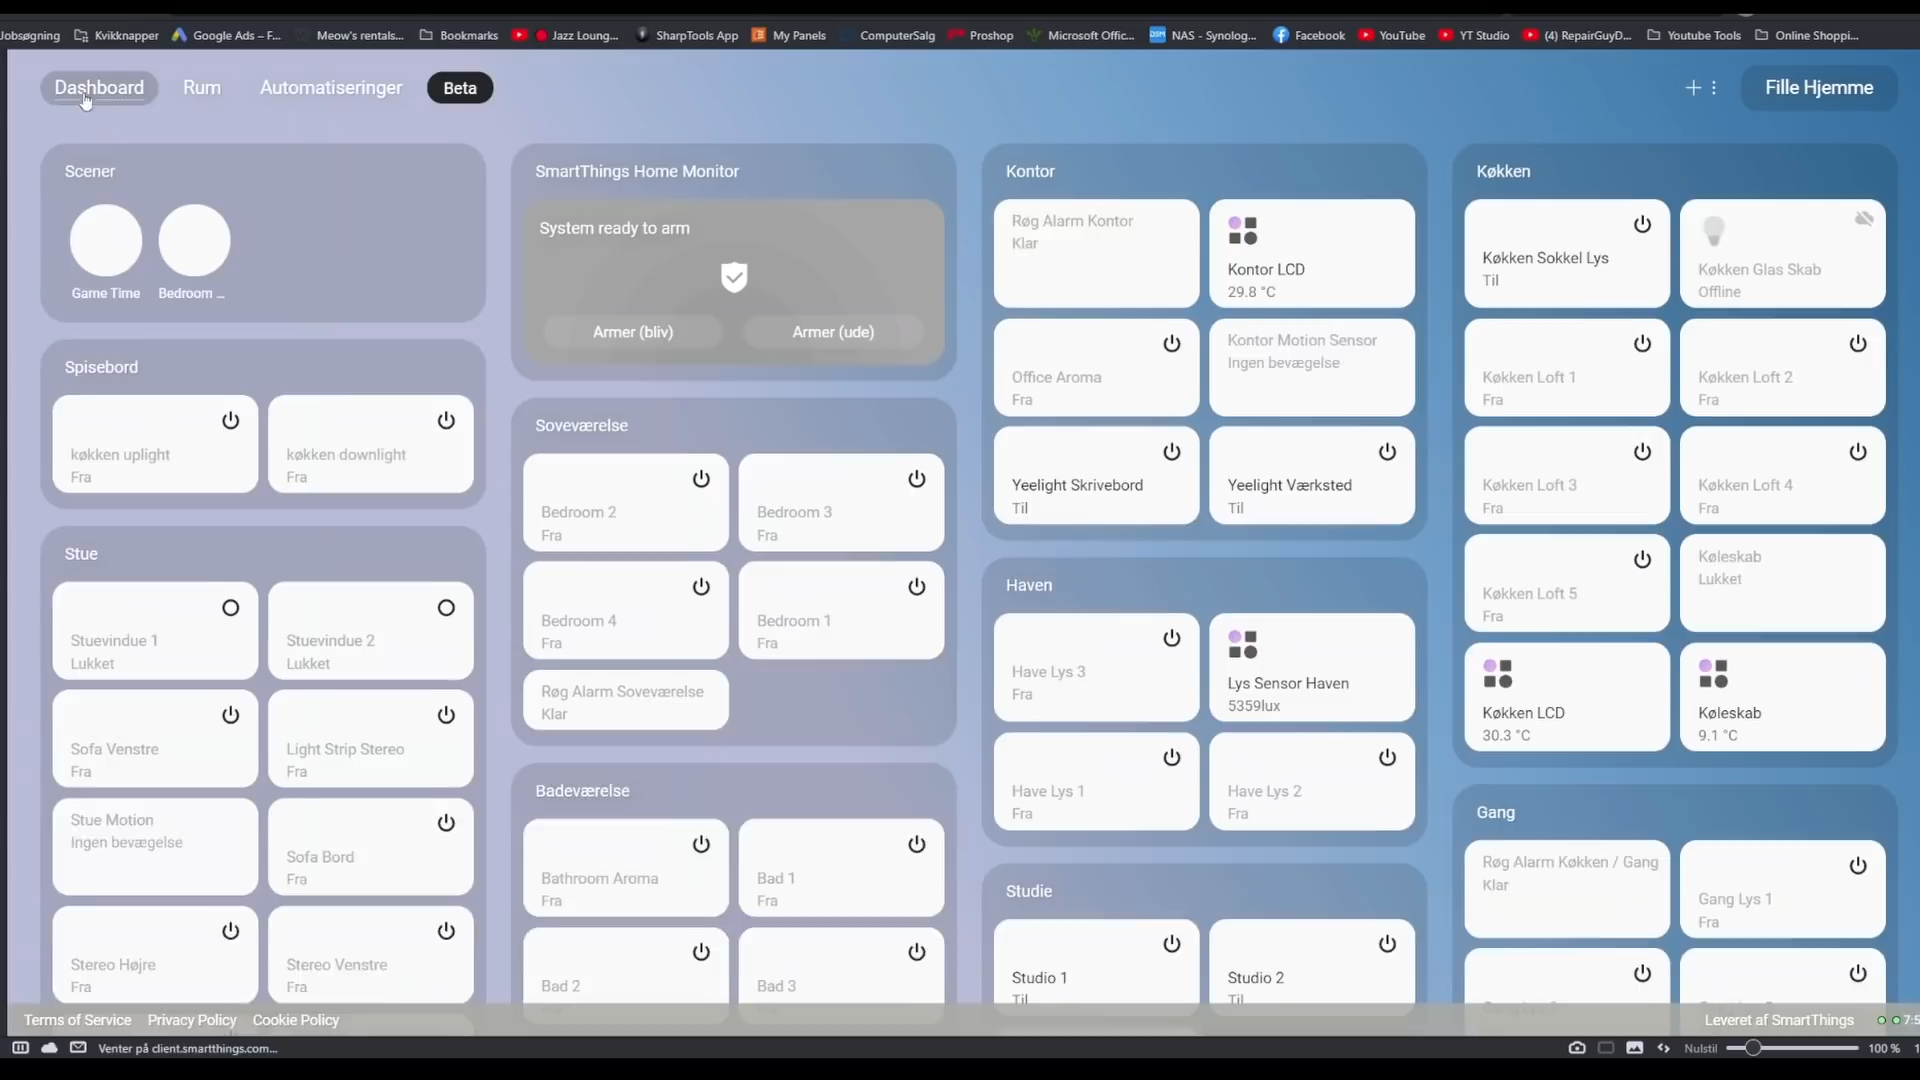 Jobsøgning Kvikknapper Google Ads – F... Meow's rentals... Bookmarks Jazz Loung... SharpTools App My Panels ComputerSalg Proshop Microsoft Offic... NAS - Synolog... Facebook YouTube YT Studio (4) RepairGuyD... Youtube Tools Online Shoppi...
Dashboard Rum Automatiseringer Beta
Fille Hjemme
Scener
Game Time Bedroom ...
Spisebord
køkken uplight
Fra
køkken downlight
Fra
Stue
Stuevindue 1
Lukket
Stuevindue 2
Lukket
Sofa Venstre
Fra
Light Strip Stereo
Fra
Stue Motion
Ingen bevægelse
Sofa Bord
Fra
Stereo Højre
Fra
Stereo Venstre
Fra
SmartThings Home Monitor
System ready to arm
Armer (bliv) Armer (ude)
Soveværelse
Bedroom 2
Fra
Bedroom 3
Fra
Bedroom 4
Fra
Bedroom 1
Fra
Røg Alarm Soveværelse
Klar
Badeværelse
Bathroom Aroma
Fra
Bad 1
Fra
Bad 2
Bad 3
Kontor
Røg Alarm Kontor
Klar
Kontor LCD
29.8 °C
Office Aroma
Fra
Kontor Motion Sensor
Ingen bevægelse
Yeelight Skrivebord
Til
Yeelight Værksted
Til
Haven
Have Lys 3
Fra
Lys Sensor Haven
5359lux
Have Lys 1
Fra
Have Lys 2
Fra
Studie
Studio 1
Til
Studio 2
Til
Køkken
Køkken Sokkel Lys
Til
Køkken Glas Skab
Offline
Køkken Loft 1
Fra
Køkken Loft 2
Fra
Køkken Loft 3
Fra
Køkken Loft 4
Fra
Køkken Loft 5
Fra
Køleskab
Lukket
Køkken LCD
30.3 °C
Køleskab
9.1 °C
Gang
Røg Alarm Køkken / Gang
Klar
Gang Lys 1
Fra
Terms of Service Privacy Policy Cookie Policy
Leveret af SmartThings
Venter på client.smartthings.com...
Nulstil 100 %